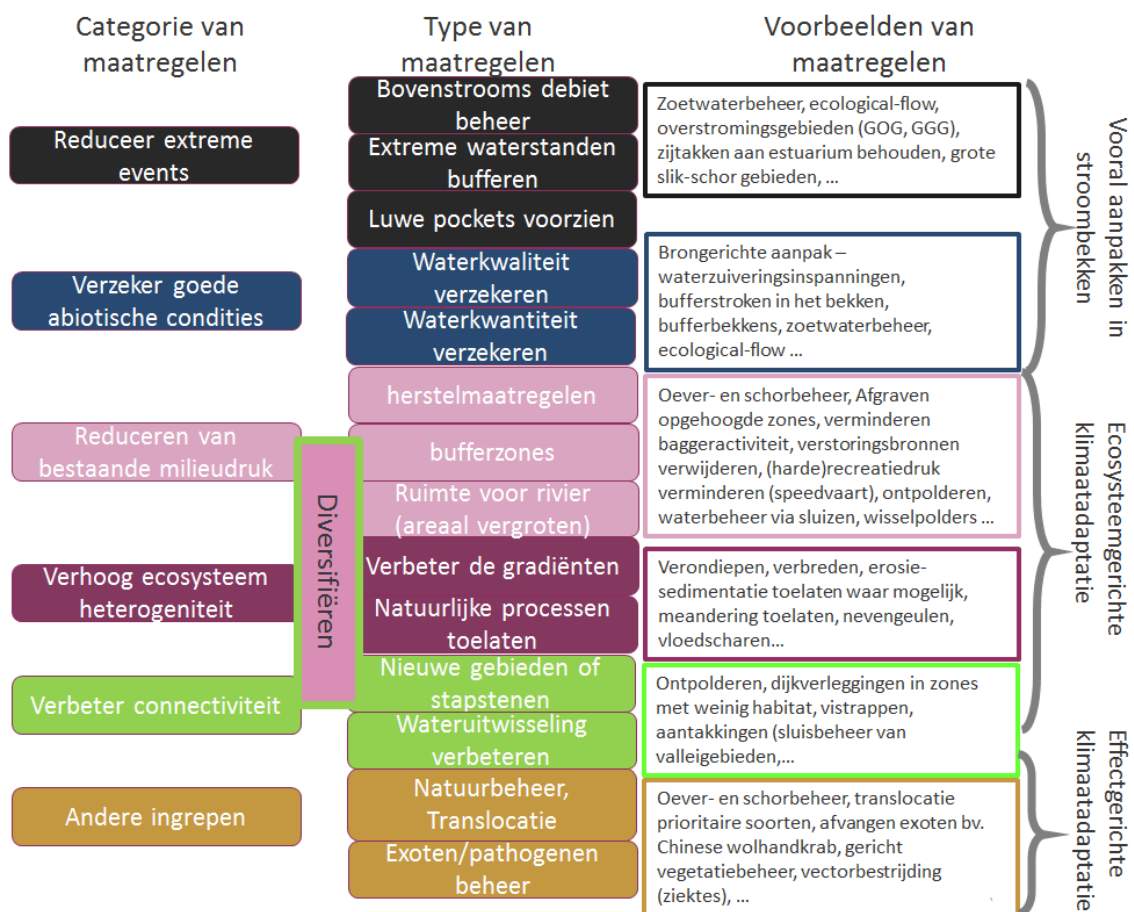 Categorie van
maatregelen
Type van
maatregelen
Voorbeelden van
maatregelen
Reduceer extreme
events
Bovenstrooms debiet
beheer
Extreme waterstanden
bufferen
Luwe pockets voorzien
Zoetwaterbeheer, ecological-flow,
overstromingsgebieden (GOG, GGG),
zijtakken aan estuarium behouden, grote
slik-schor gebieden, ...
Vooral aanpakken in
stroombekken
Verzeker goede
abiotische condities
Waterkwaliteit
verzekeren
Waterkwantiteit
verzekeren
Brongerichte aanpak –
waterzuiveringsinspanningen,
bufferstroken in het bekken,
bufferbekkens, zoetwaterbeheer,
ecological-flow ...
Reduceren van
bestaande milieudruk
herstelmaatregelen
bufferzones
Ruimte voor rivier
(areaal vergroten)
Oever- en schorbeheer, Afgraven
opgehoogde zones, verminderen
baggeractiviteit, verstoringsbronnen
verwijderen, (harde)recreatiedruk
verminderen (speedvaart), ontpolderen,
waterbeheer via sluizen, wisselpolders ...
Ecosysteemgerichte
klimaatadaptatie
Diversifiëren
Verhoog ecosysteem
heterogeniteit
Verbeter de gradiënten
Natuurlijke processen
toelaten
Verondiepen, verbreden, erosie-
sedimentatie toelaten waar mogelijk,
meandering toelaten, nevengeulen,
vloedscharen...
Verbeter connectiviteit
Nieuwe gebieden of
stapstenen
Wateruitwisseling
verbeteren
Ontpolderen, dijkverleggingen in zones
met weinig habitat, vistrappen,
aantakkingen (sluisbeheer van
valleigebieden,...
Effectgerichte
klimaatadaptatie
Andere ingrepen
Natuurbeheer,
Translocatie
Exoten/pathogenen
beheer
Oever- en schorbeheer, translocatie
prioritaire soorten, afvangen exoten bv.
Chinese wolhandkrab, gericht
vegetatiebeheer, vectorbestrijding
(ziektes), ...